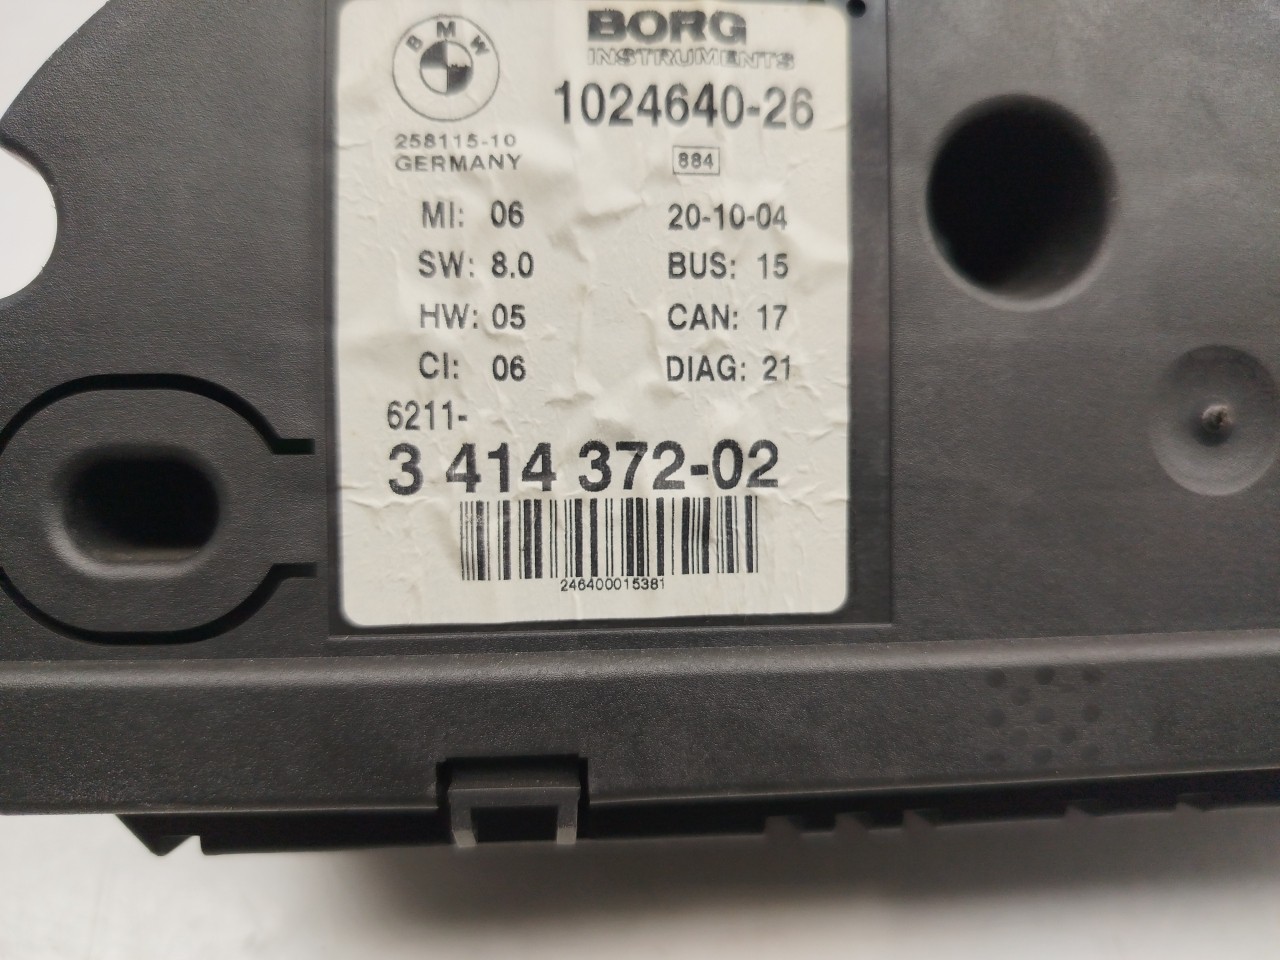 BMW
BORG
INSTRUMENTS
1024640-26
258115-10
GERMANY
884
MI: 06 20-10-04
SW: 8.0 BUS: 15
HW: 05 CAN: 17
CI: 06 DIAG: 21
6211-
3 414 372-02
246400015381